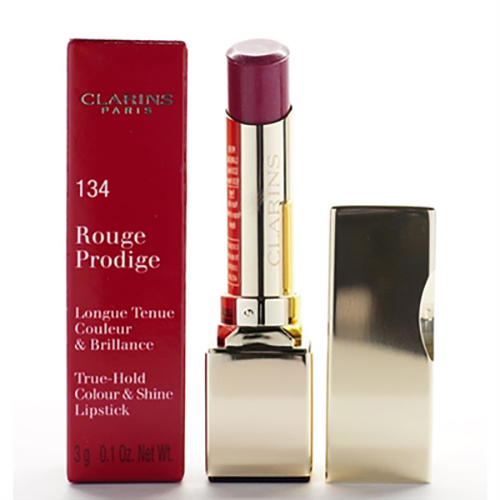 CLARINS
PARIS
134
Rouge
Prodige
Longue Tenue
Couleur
& Brillance
True-Hold
Colour & Shine
Lipstick
3 g 0.1 Oz. Net Wt.
CLARINS